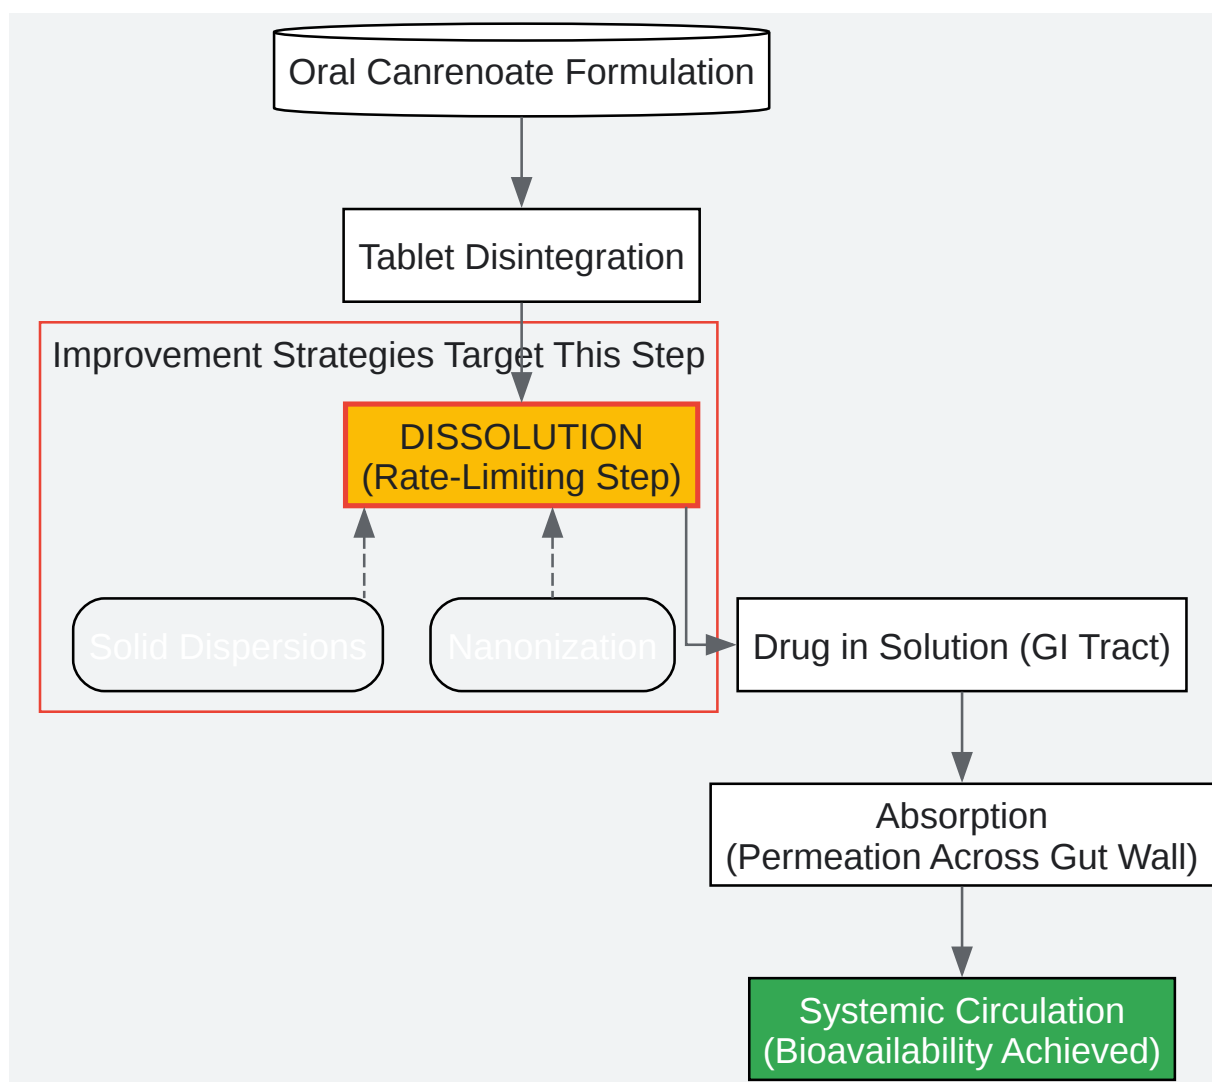 Oral Canrenoate Formulation
Tablet Disintegration
Improvement Strategies Target This Step
DISSOLUTION
(Rate-Limiting Step)
Solid Dispersions
Nanonization
Drug in Solution (GI Tract)
Absorption
(Permeation Across Gut Wall)
Systemic Circulation
(Bioavailability Achieved)